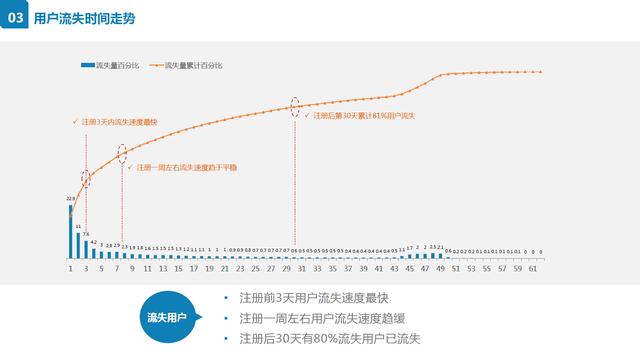 03 用户流失时间走势
流失量百分比 流失量累计百分比
✓ 注册3天内流失速度最快
✓ 注册后第30天累计81%用户流失
✓ 注册一周左右流失速度趋于平稳
22.9
11
7.6
4.2 3 2.8 2.9 2.3 1.9 1.8 1.6 1.5 1.5 1.5 1.3 1.2 1.1 1.1 1 1 1 0.9 0.9 0.8 0.7 0.7 0.7 0.7 0.7 0.6 0.5 0.5 0.5 0.5 0.5 0.5 0.4 0.4 0.4 0.4 0.4 0.4 0.5 1.1 1.7 2 2 2.3 2.1 0.6 0.2 0.2 0.2 0.1 0.1 0.1 0.1 0.1 0.1 0 0 0
1 3 5 7 9 11 13 15 17 19 21 23 25 27 29 31 33 35 37 39 41 43 45 47 49 51 53 55 57 59 61
流失用户
• 注册前3天用户流失速度最快
• 注册一周左右用户流失速度趋缓
• 注册后30天有80%流失用户已流失